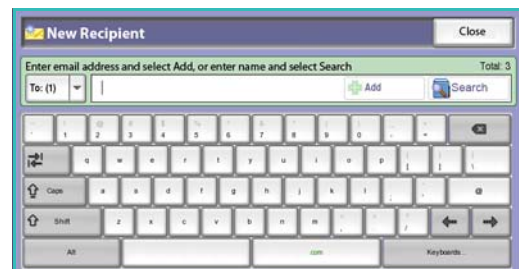 New Recipient Close
Enter email address and select Add, or enter name and select Search Total: 3
To: (1) Add Search
1 2 3 4 5 6 7 8 9 0 - =
q w e r t y u i o p [ ] \
Caps a s d f g h j k l ; ' @
Shift z x c v b n m , . /
Alt .com Keyboards...